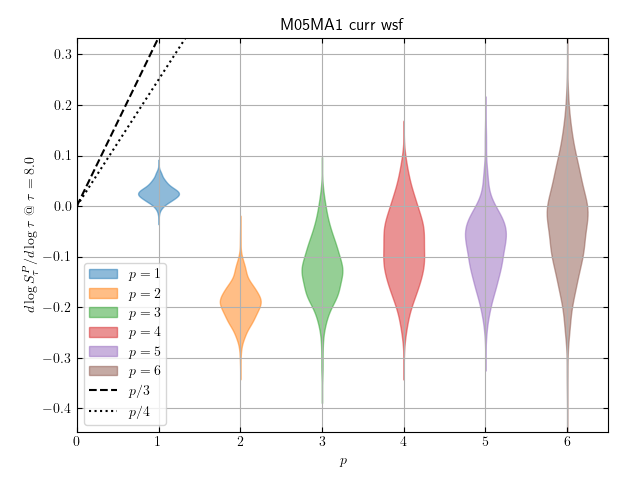 M05MA1 curr wsf
d log S_τ^P / d log τ @ τ = 8.0
0.3
0.2
0.1
0.0
−0.1
−0.2
−0.3
−0.4
p = 1
p = 2
p = 3
p = 4
p = 5
p = 6
p/3
p/4
0 1 2 3 4 5 6
p